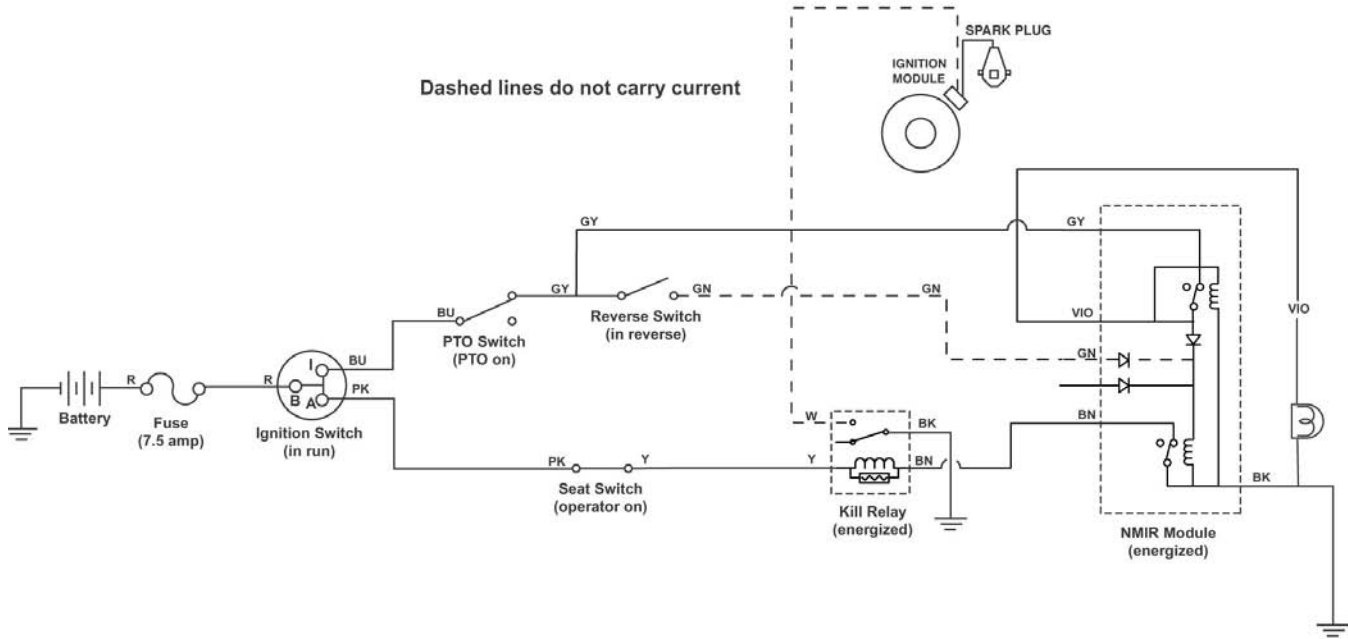 SPARK PLUG
IGNITION
MODULE
Dashed lines do not carry current
GY
GY
GY
GN
GN
BU
Reverse Switch
(in reverse)
PTO Switch
(PTO on)
VIO
VIO
GN
I
BU
B
A
PK
R
R
Battery
Fuse
(7.5 amp)
Ignition Switch
(in run)
W
BK
BN
PK
Y
Y
BN
BK
Seat Switch
(operator on)
Kill Relay
(energized)
NMIR Module
(energized)